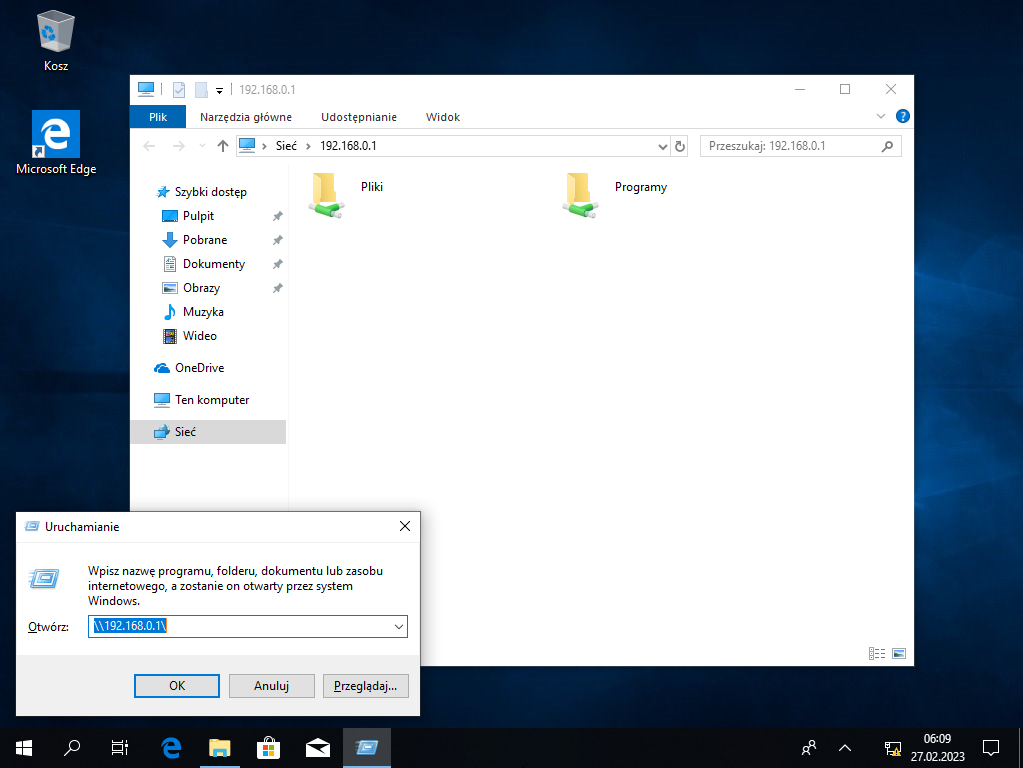 Kosz
Microsoft Edge
192.168.0.1
Plik
Narzędzia główne
Udostępnianie
Widok
?
Sieć
192.168.0.1
Przeszukaj: 192.168.0.1
Szybki dostęp
Pulpit
Pobrane
Dokumenty
Obrazy
Muzyka
Wideo
OneDrive
Ten komputer
Sieć
Pliki
Programy
Uruchamianie
Wpisz nazwę programu, folderu, dokumentu lub zasobu
internetowego, a zostanie on otwarty przez system
Windows.
Otwórz:
\\192.168.0.1\
OK
Anuluj
Przeglądaj...
06:09
27.02.2023